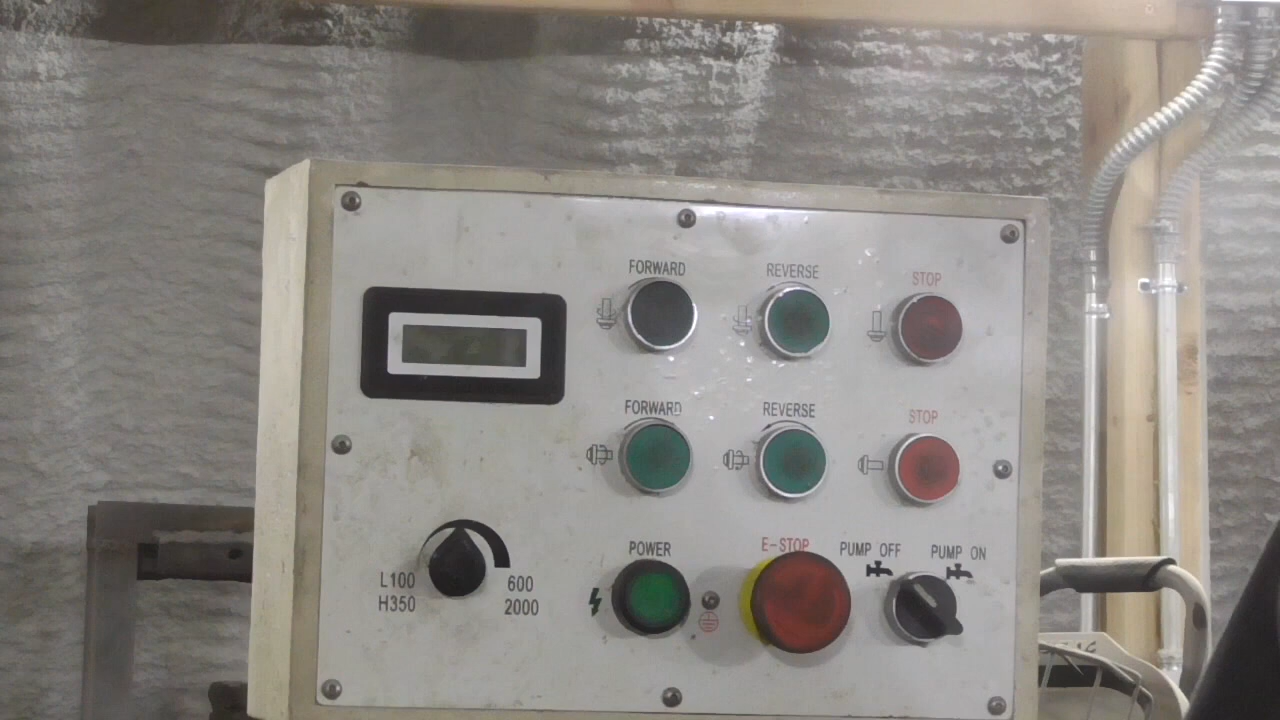 FORWARD REVERSE STOP
FORWARD REVERSE STOP
POWER E-STOP PUMP OFF PUMP ON
L100 600
H350 2000